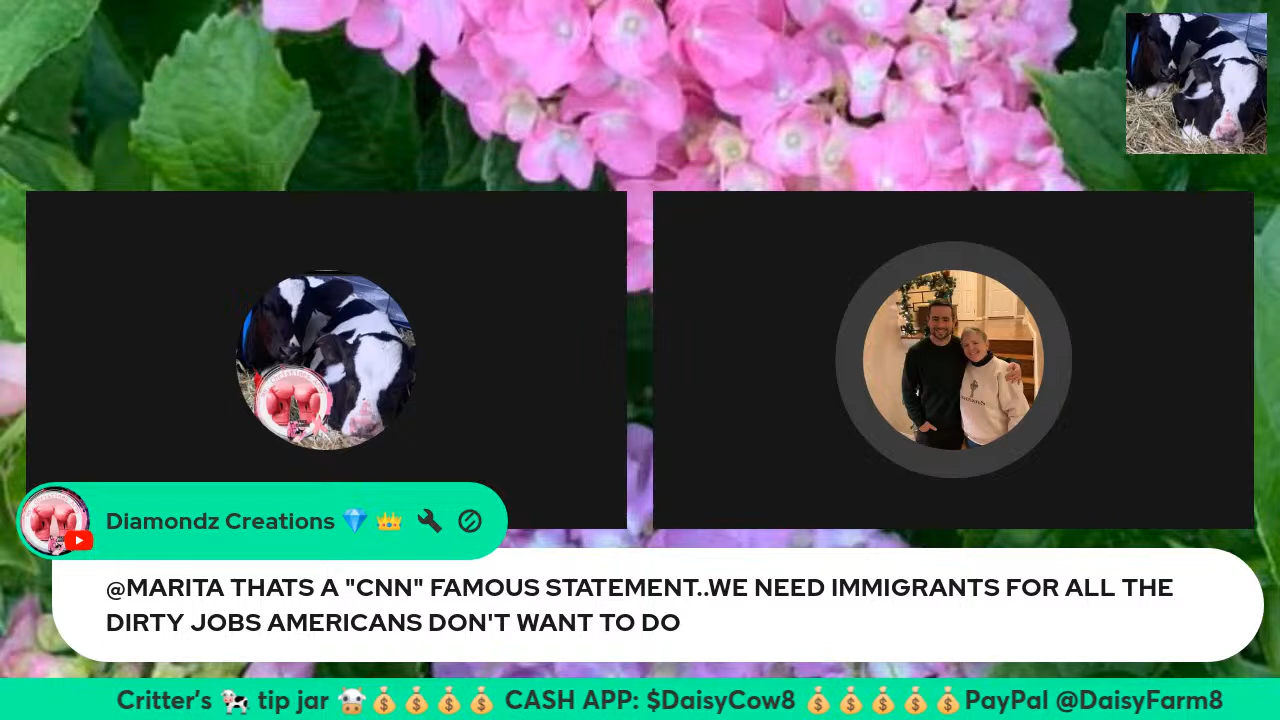 Diamondz Creations 💎 👑
@MARITA THATS A "CNN" FAMOUS STATEMENT..WE NEED IMMIGRANTS FOR ALL THE
DIRTY JOBS AMERICANS DON'T WANT TO DO
Critter's 🐄 tip jar 🐮💰💰💰💰 CASH APP: $DaisyCow8 💰💰💰💰💰PayPal @DaisyFarm8